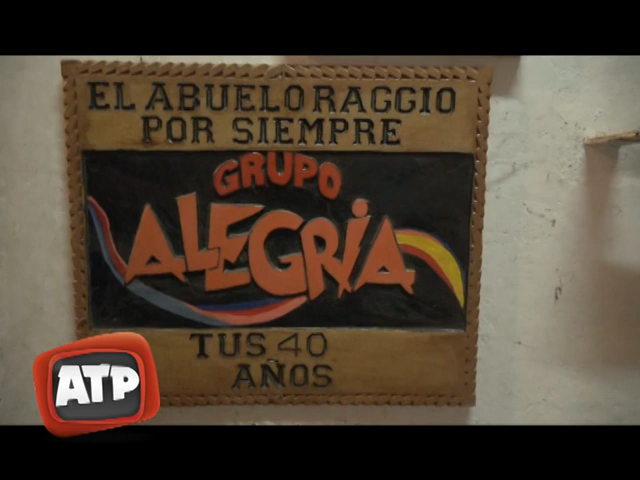 EL ABUELO RAGGIO
POR SIEMPRE
GRUPO
ALEGRIA
TUS 40
AÑOS
ATP